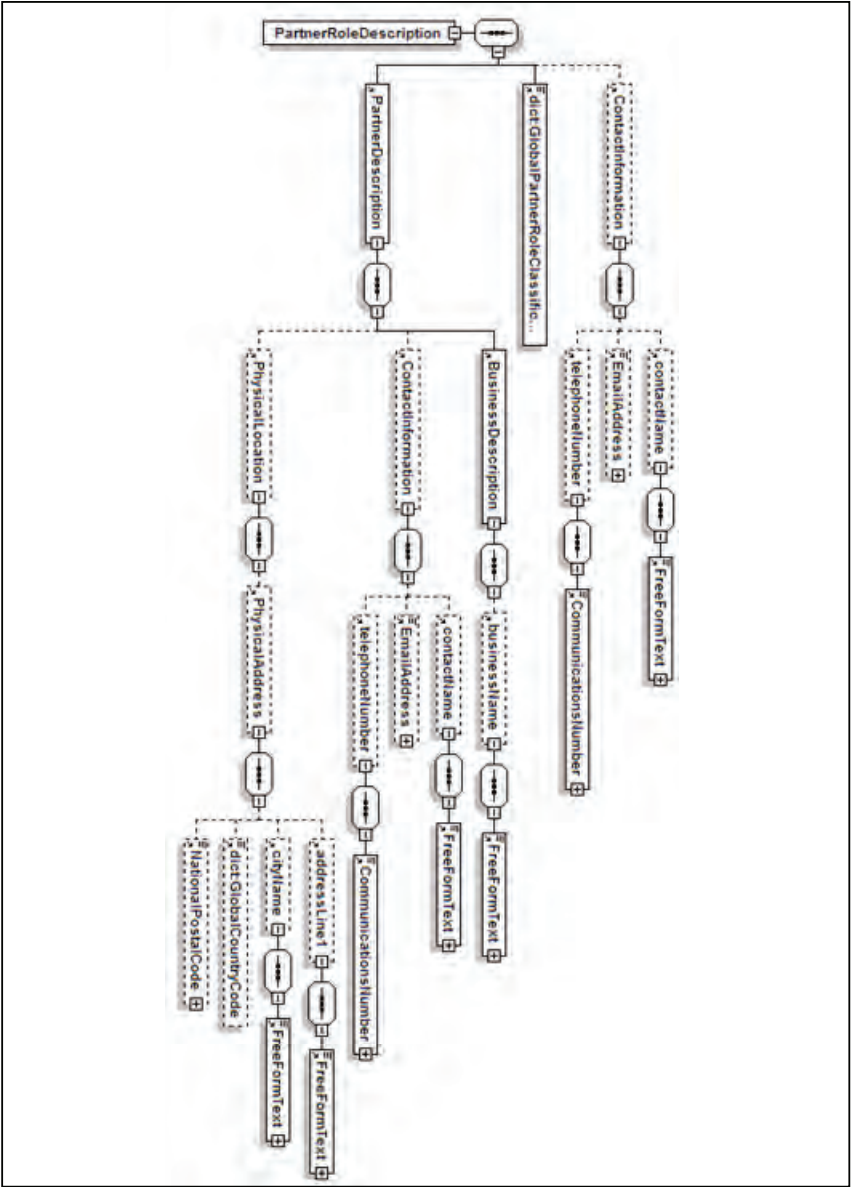 PartnerRoleDescription
ContactInformation
contactName
FreeFormText
EmailAddress
telephoneNumber
CommunicationsNumber
dict:GlobalPartnerRoleClassific...
PartnerDescription
BusinessDescription
businessName
FreeFormText
ContactInformation
contactName
FreeFormText
EmailAddress
telephoneNumber
CommunicationsNumber
PhysicalLocation
PhysicalAddress
addressLine1
FreeFormText
cityName
FreeFormText
dict:GlobalCountryCode
NationalPostalCode